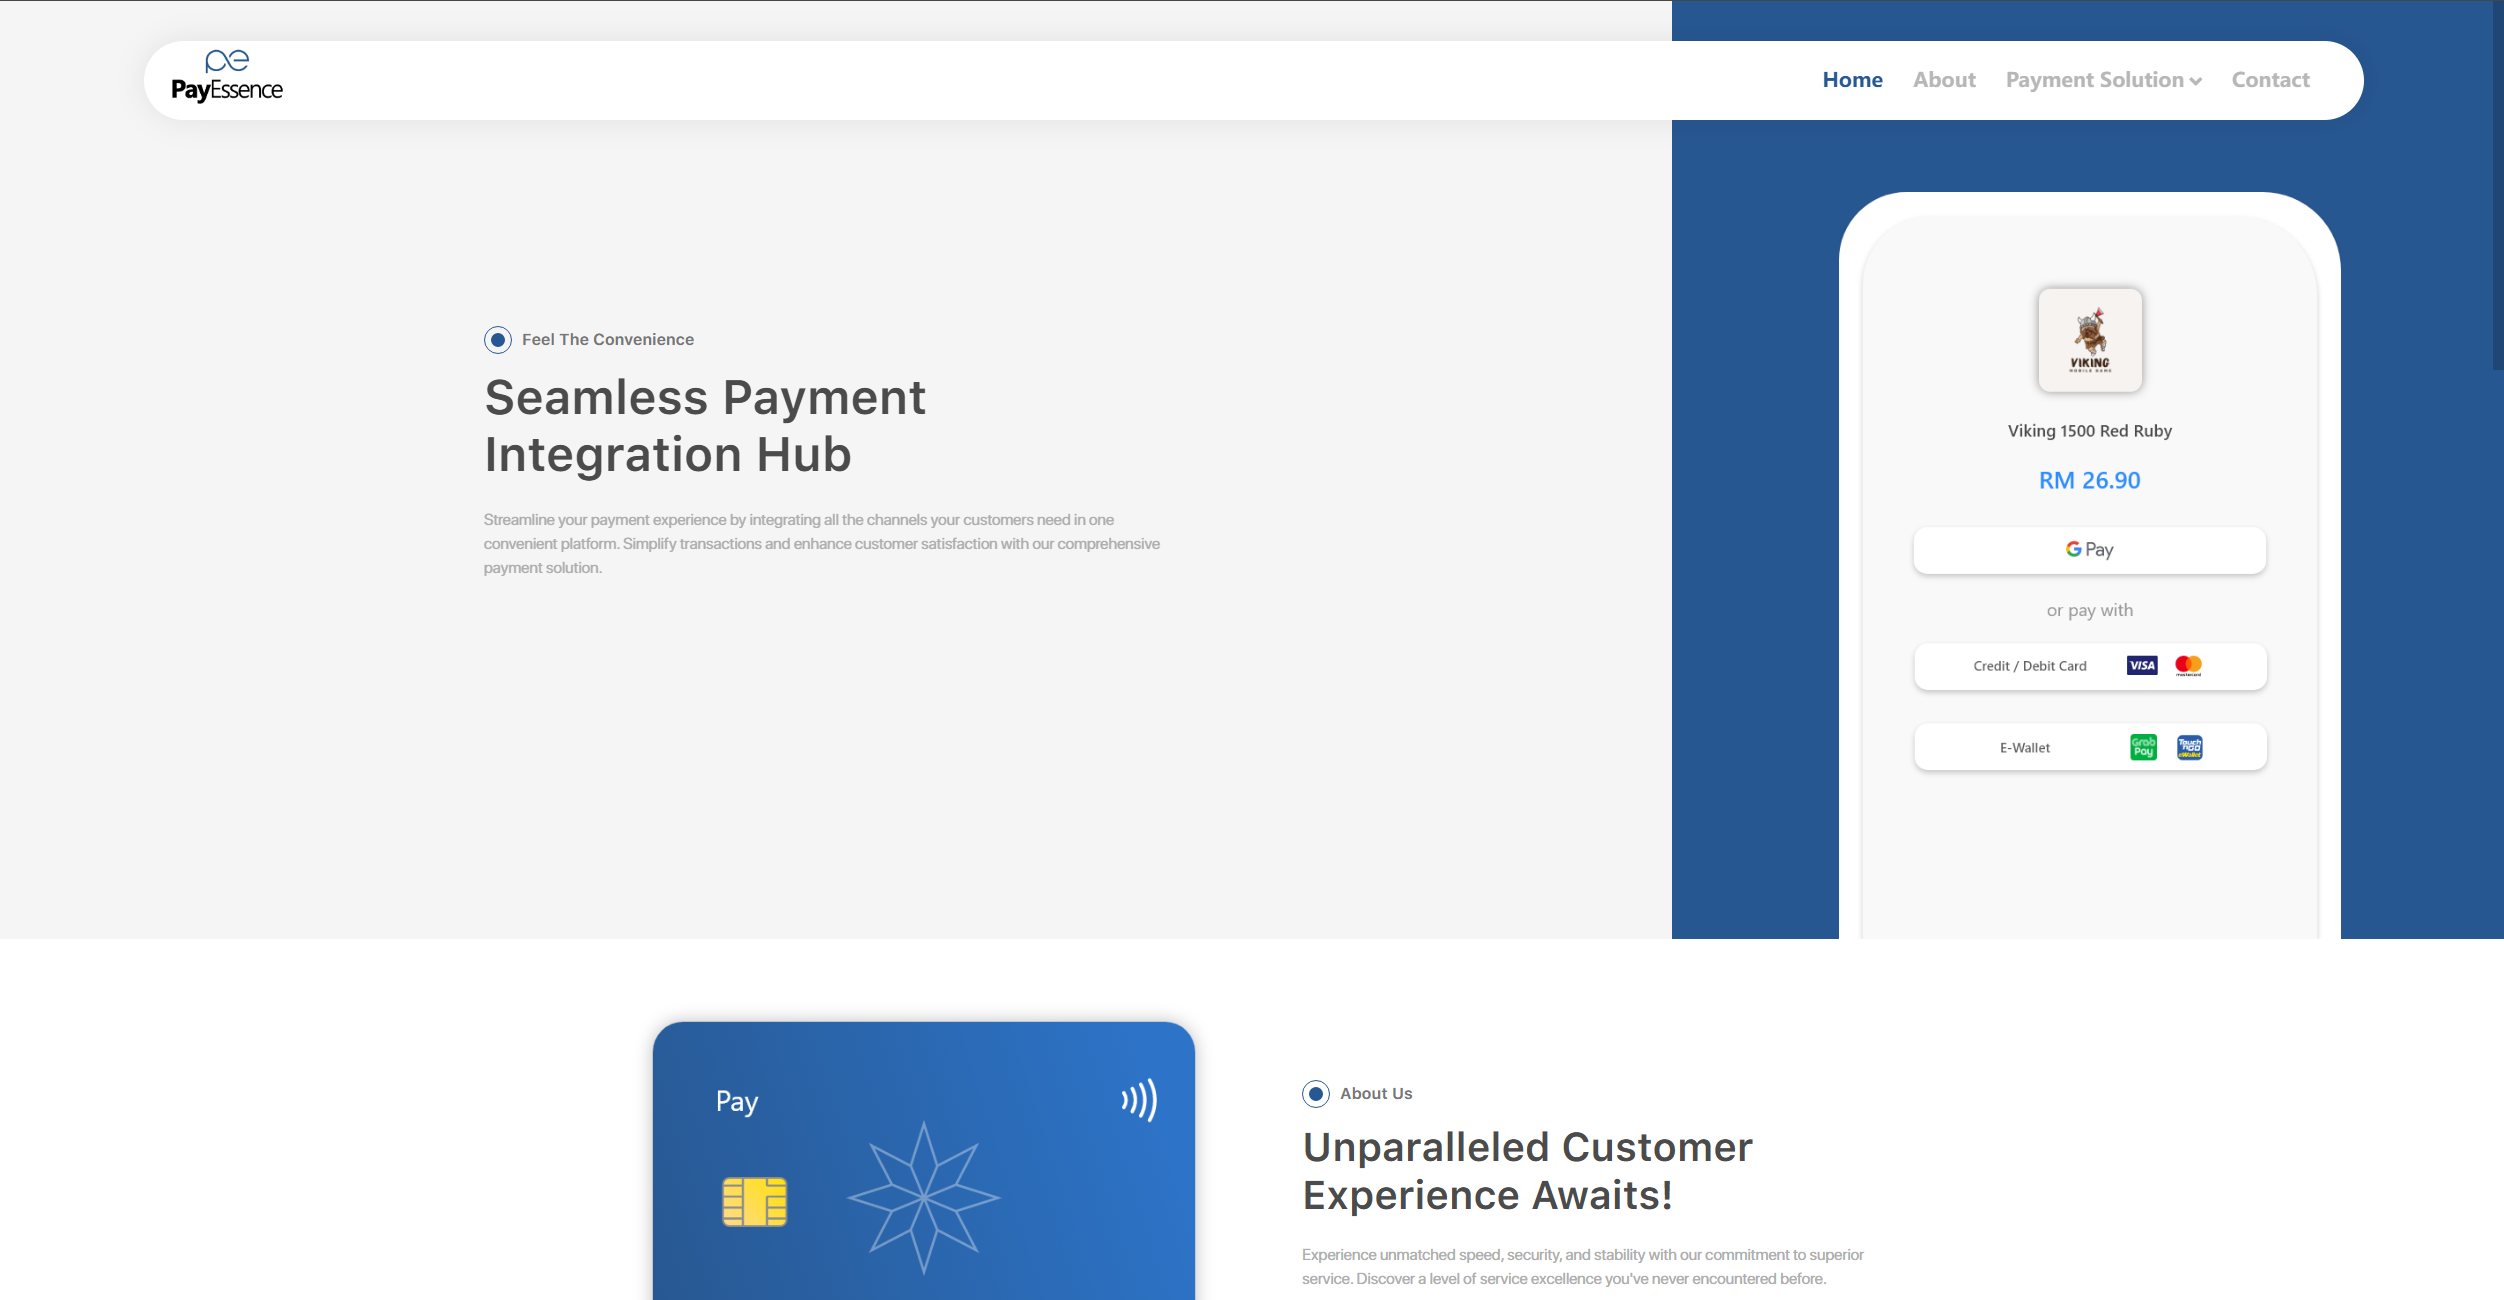 PayEssence
Home About Payment Solution Contact
Feel The Convenience
Seamless Payment
Integration Hub
Streamline your payment experience by integrating all the channels your customers need in one
convenient platform. Simplify transactions and enhance customer satisfaction with our comprehensive
payment solution.
VIKING
MOBILE GAME
Viking 1500 Red Ruby
RM 26.90
G Pay
or pay with
Credit / Debit Card VISA mastercard
E-Wallet Grab Pay Touch 'n GO eWallet
Pay
About Us
Unparalleled Customer
Experience Awaits!
Experience unmatched speed, security, and stability with our commitment to superior
service. Discover a level of service excellence you've never encountered before.